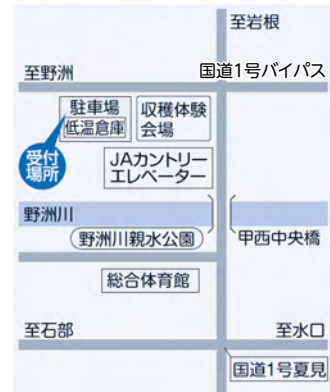 至岩根
至野洲
国道1号バイパス
駐車場
低温倉庫
収穫体験
会場
受付
場所
JAカントリー
エレベーター
野洲川
野洲川親水公園
甲西中央橋
総合体育館
至石部
至水口
国道1号夏見